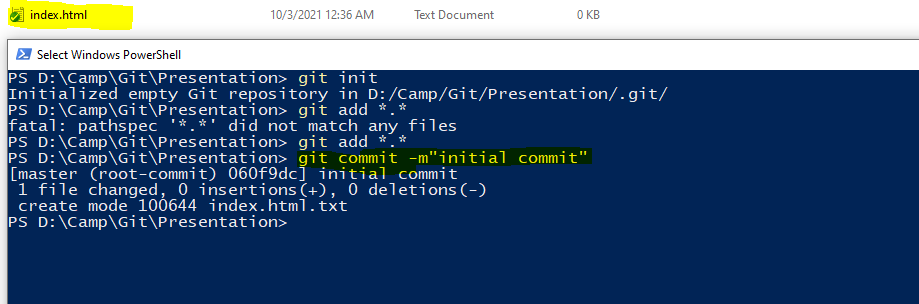 index.html 10/3/2021 12:36 AM Text Document 0 KB
Select Windows PowerShell
PS D:\Camp\Git\Presentation> git init
Initialized empty Git repository in D:/Camp/Git/Presentation/.git/
PS D:\Camp\Git\Presentation> git add *.*
fatal: pathspec '*.*' did not match any files
PS D:\Camp\Git\Presentation> git add *.*
PS D:\Camp\Git\Presentation> git commit -m"initial commit"
[master (root-commit) 060f9dc] initial commit
 1 file changed, 0 insertions(+), 0 deletions(-)
 create mode 100644 index.html.txt
PS D:\Camp\Git\Presentation>